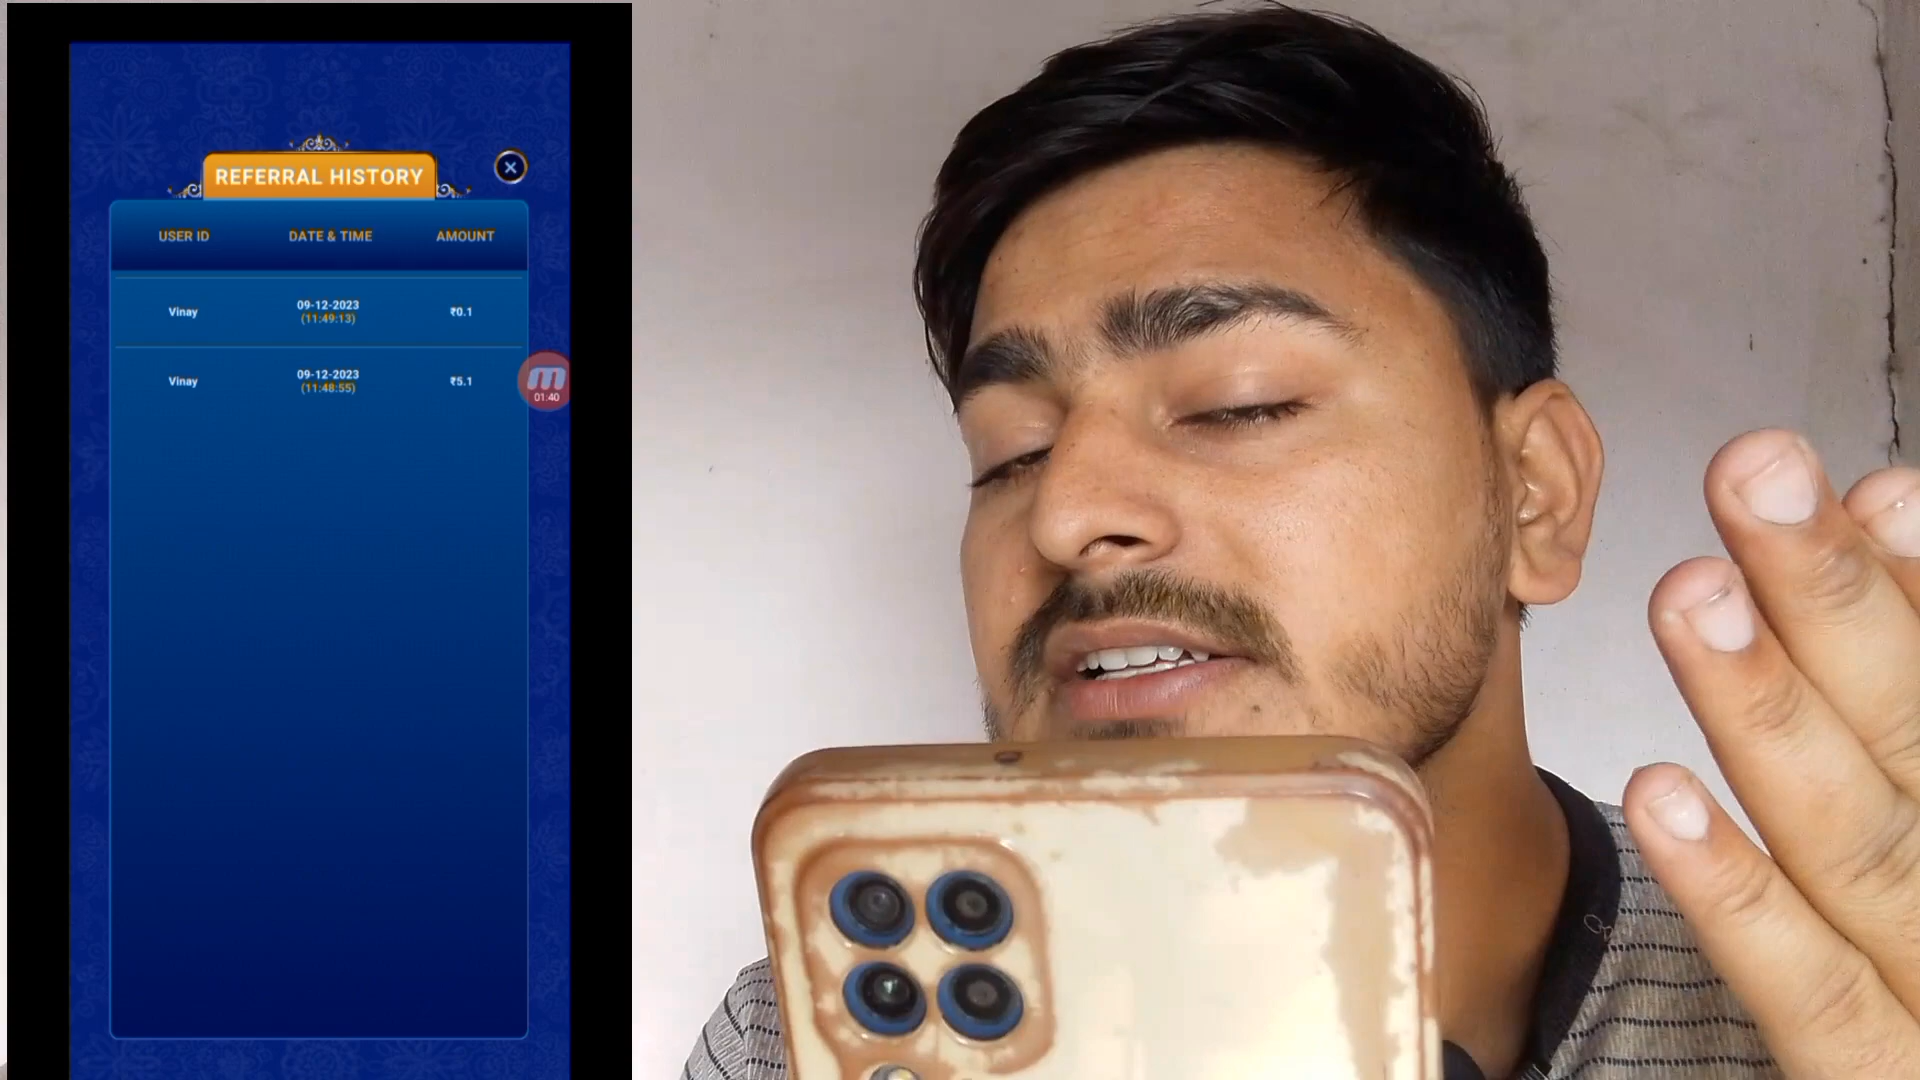 REFERRAL HISTORY
USER ID DATE & TIME AMOUNT
Vinay 09-12-2023 ₹0.1
(11:49:13)
Vinay 09-12-2023 ₹5.1
(11:48:55)
01:40